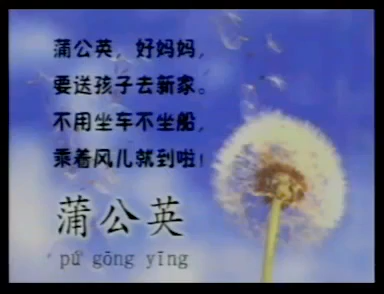 蒲公英，好妈妈，
要送孩子去新家。
不用坐车不坐船，
乘着风儿就到啦！
蒲公英
pú gōng yīng